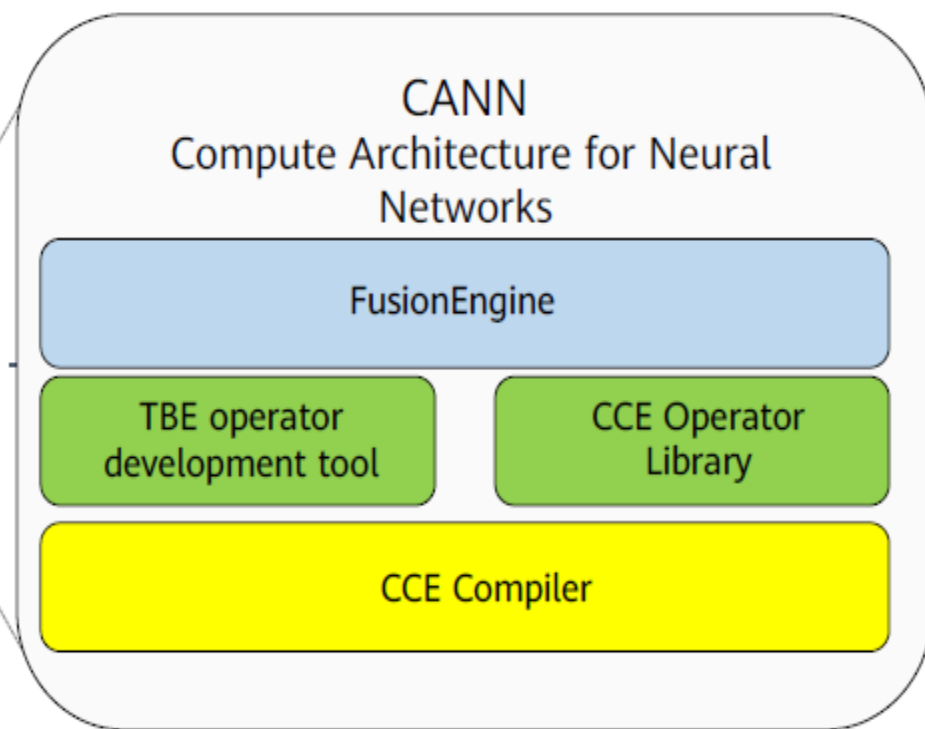 CANN
Compute Architecture for Neural
Networks
FusionEngine
TBE operator
development tool
CCE Operator
Library
CCE Compiler